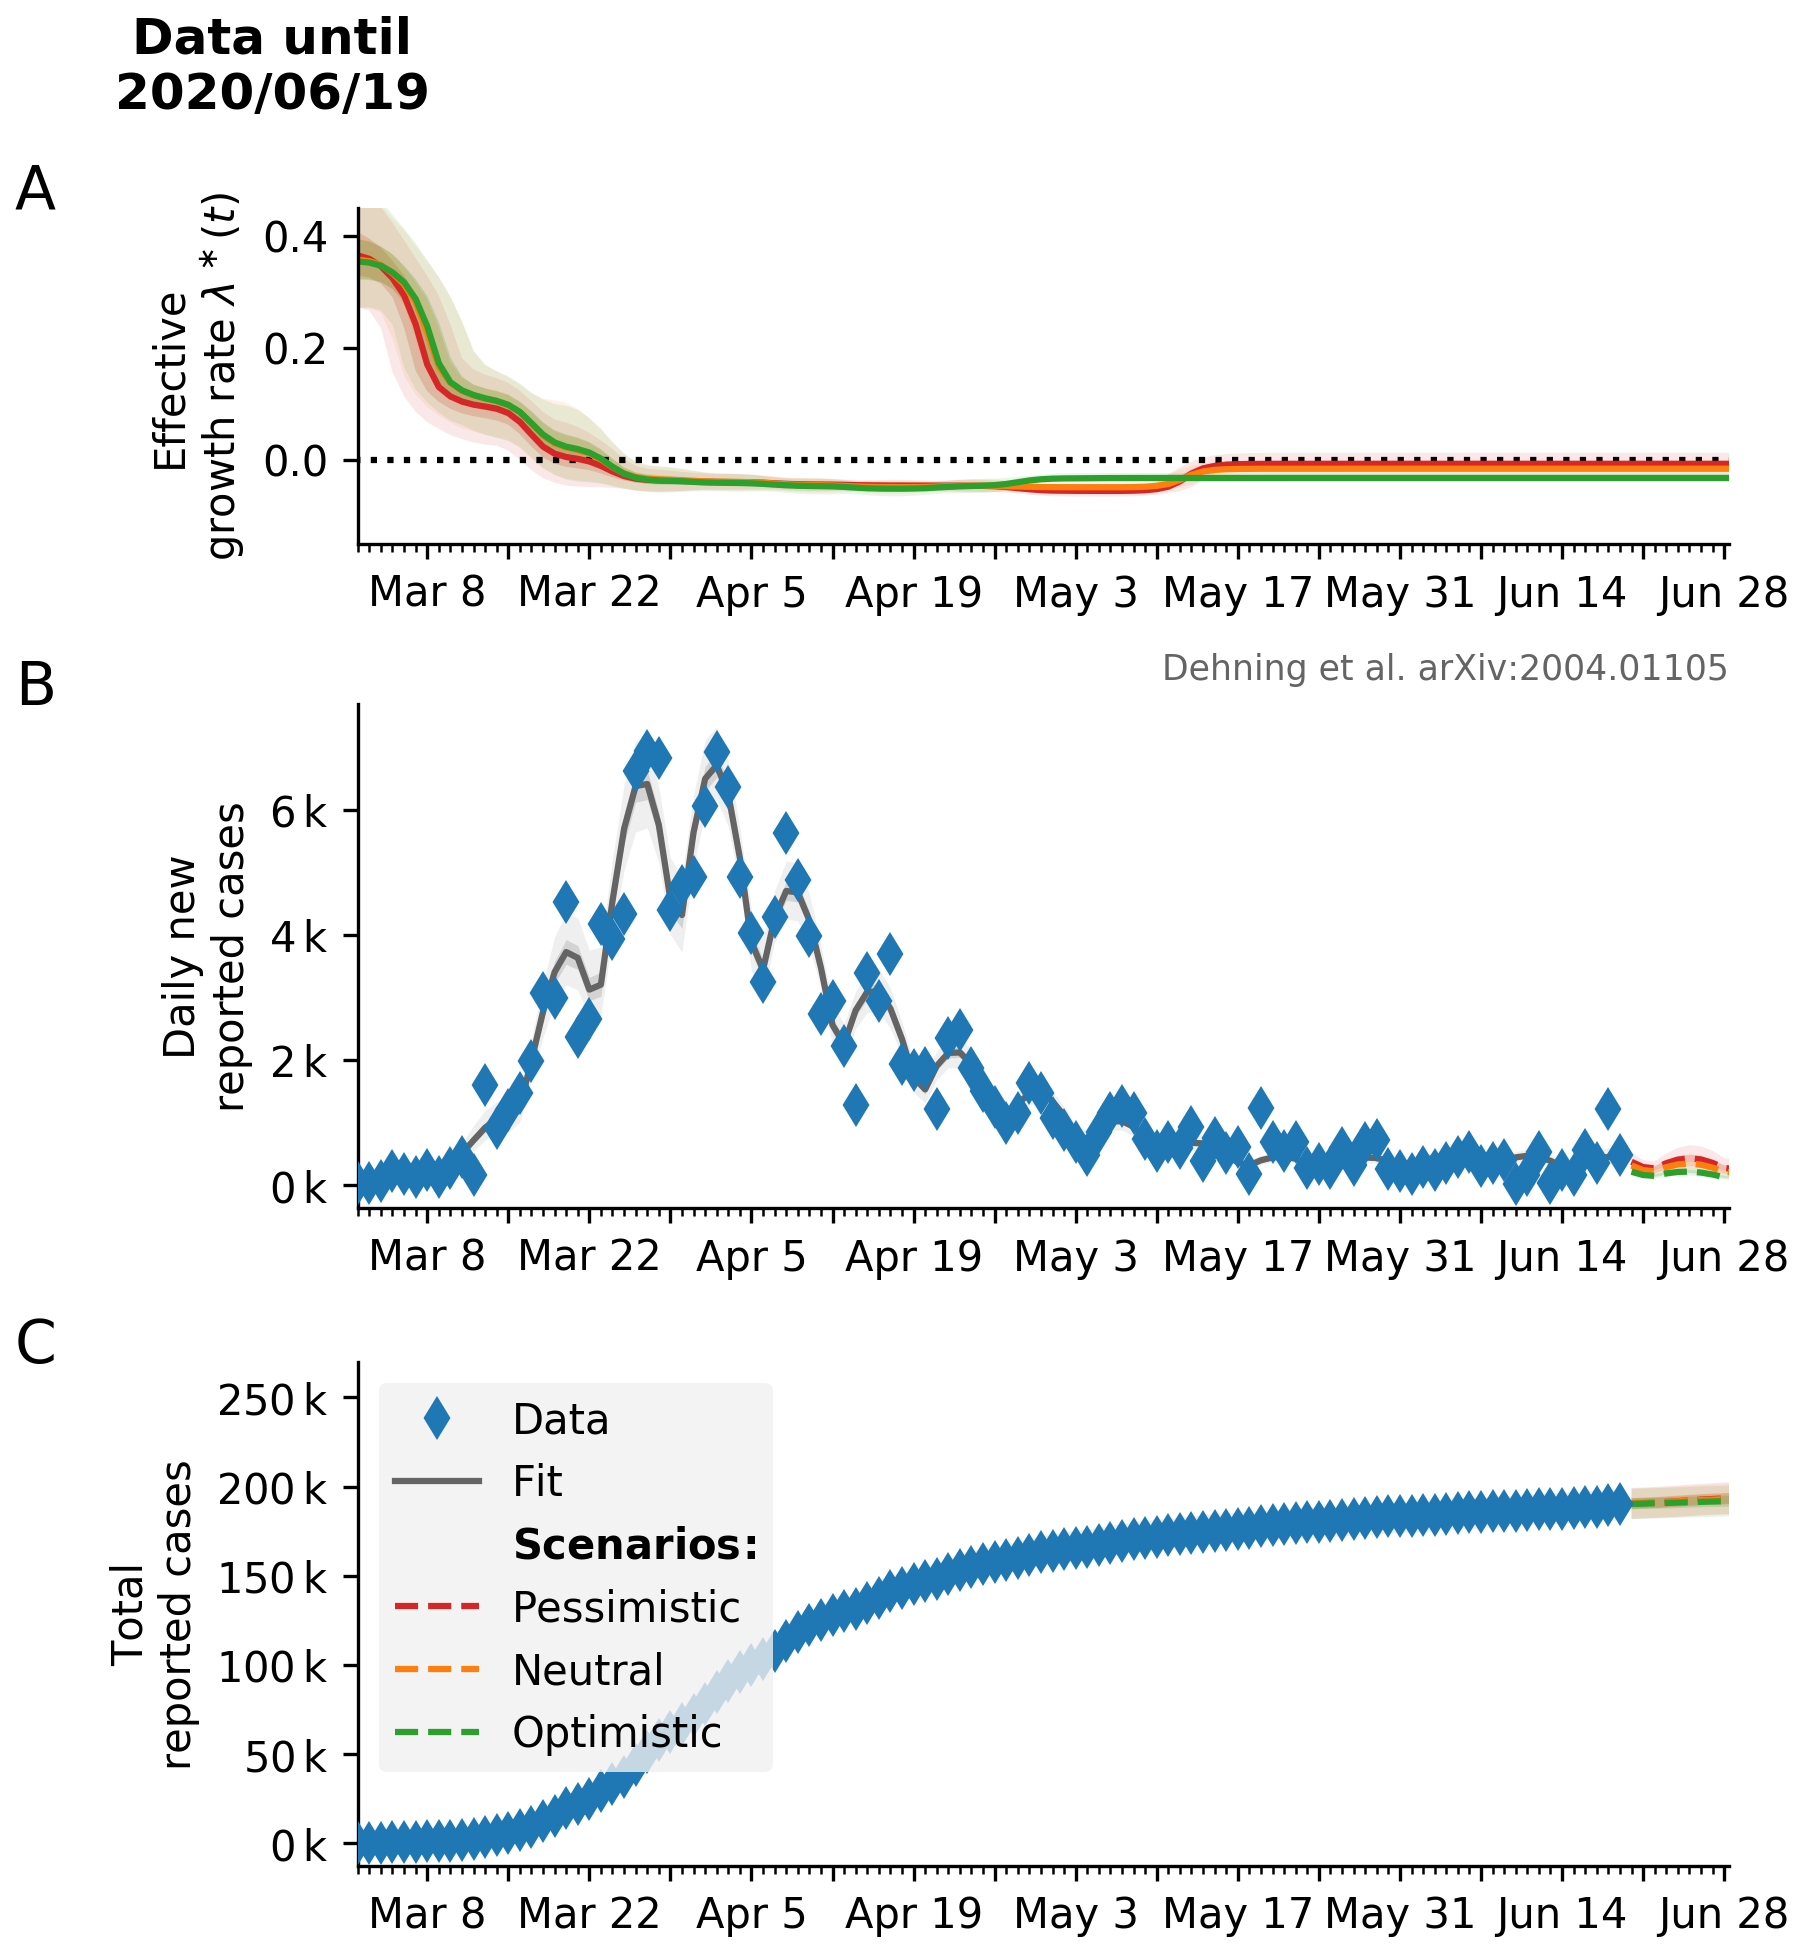 Data until
2020/06/19
A
Effective
growth rate λ * (t)
0.4
0.2
0.0
Mar 8 Mar 22 Apr 5 Apr 19 May 3 May 17 May 31 Jun 14 Jun 28
B
Dehning et al. arXiv:2004.01105
Daily new
reported cases
6 k
4 k
2 k
0 k
Mar 8 Mar 22 Apr 5 Apr 19 May 3 May 17 May 31 Jun 14 Jun 28
C
Total
reported cases
250 k
200 k
150 k
100 k
50 k
0 k
Data
Fit
Scenarios:
Pessimistic
Neutral
Optimistic
Mar 8 Mar 22 Apr 5 Apr 19 May 3 May 17 May 31 Jun 14 Jun 28